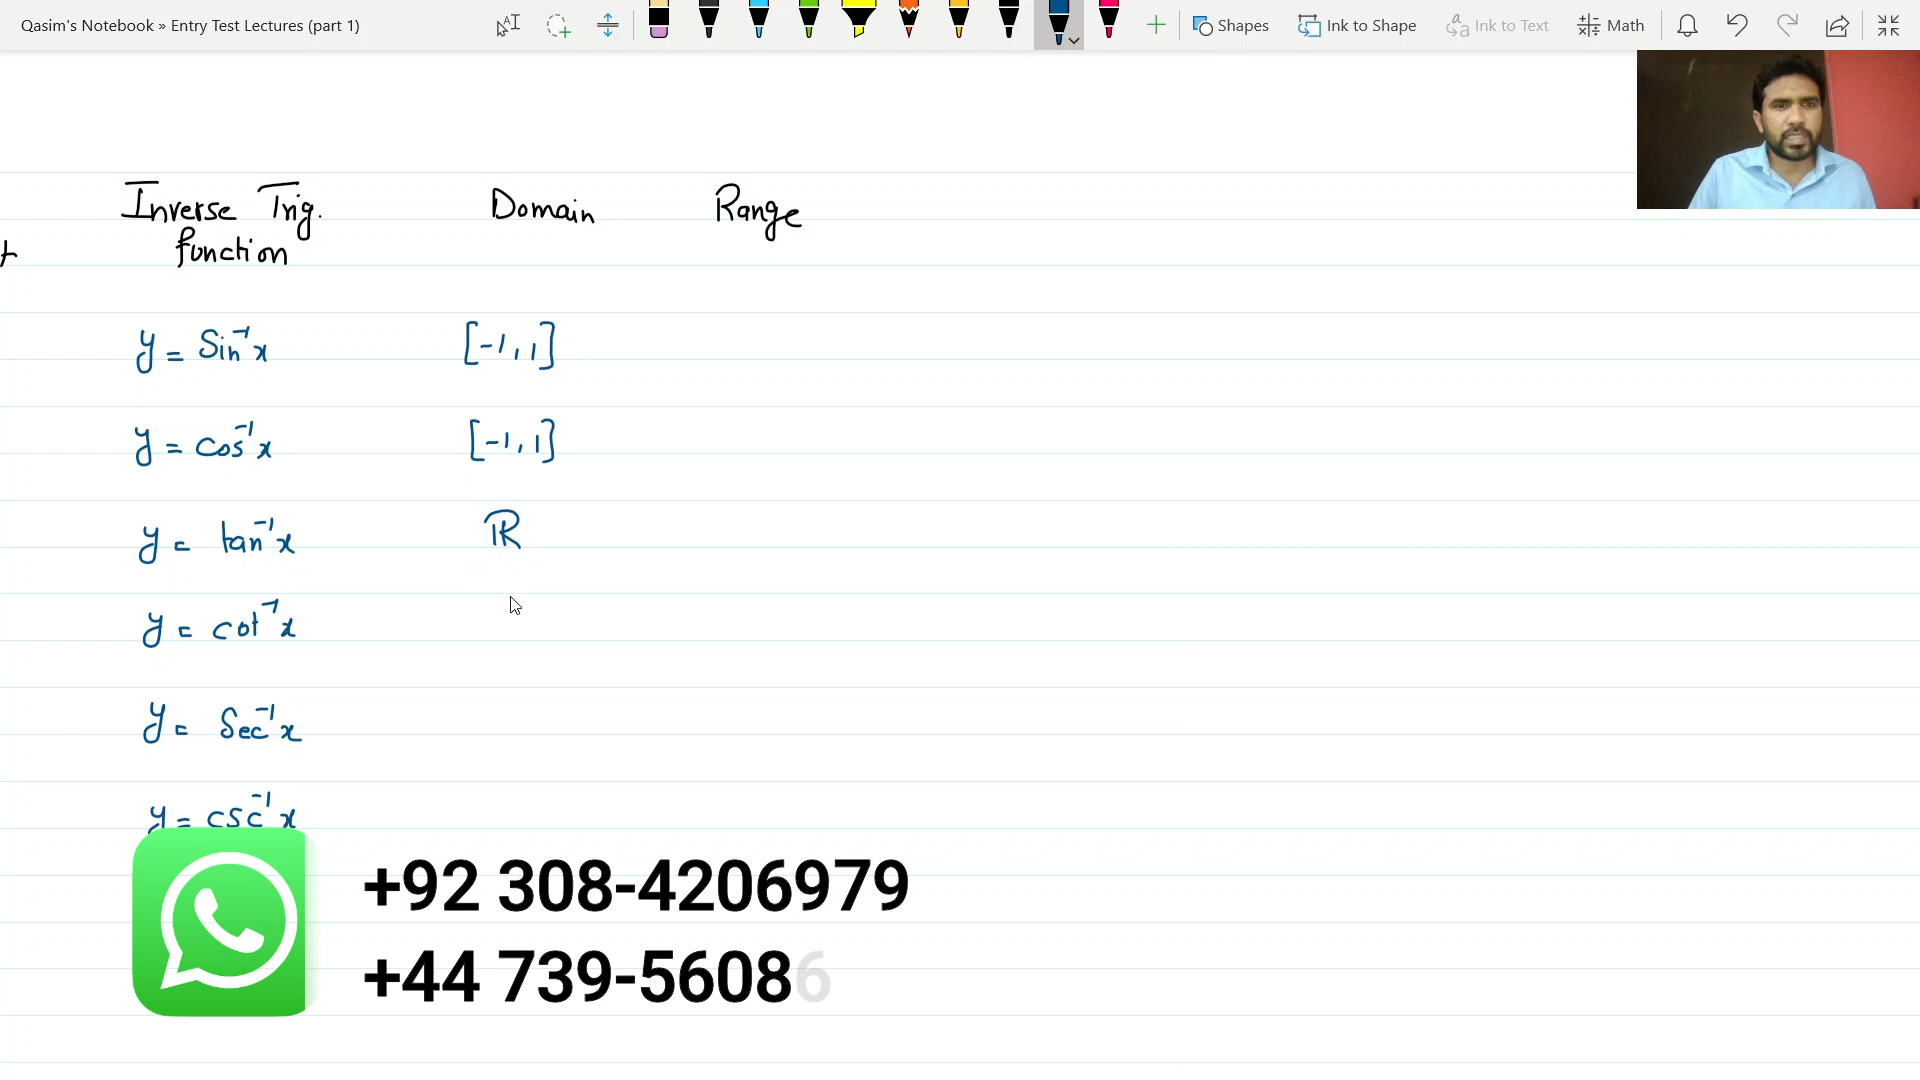 Qasim's Notebook » Entry Test Lectures (part 1)
Shapes
Ink to Shape
Ink to Text
Math
Inverse Trig.
function
Domain
Range
y = Sin⁻¹x [-1, 1]
y = cos⁻¹x [-1, 1]
y = tan⁻¹x ℝ
y = cot⁻¹x
y = Sec⁻¹x
y = csc⁻¹x
+92 308-4206979
+44 739-56086